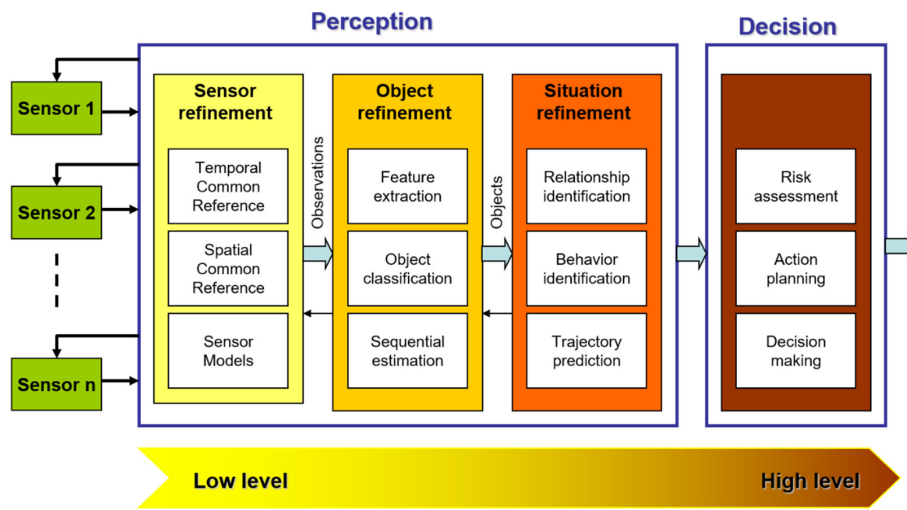 Perception
Decision
Sensor 1
Sensor 2
Sensor n
Sensor
refinement
Temporal
Common
Reference
Spatial
Common
Reference
Sensor
Models
Observations
Object
refinement
Feature
extraction
Object
classification
Sequential
estimation
Objects
Situation
refinement
Relationship
identification
Behavior
identification
Trajectory
prediction
Risk
assessment
Action
planning
Decision
making
Low level
High level